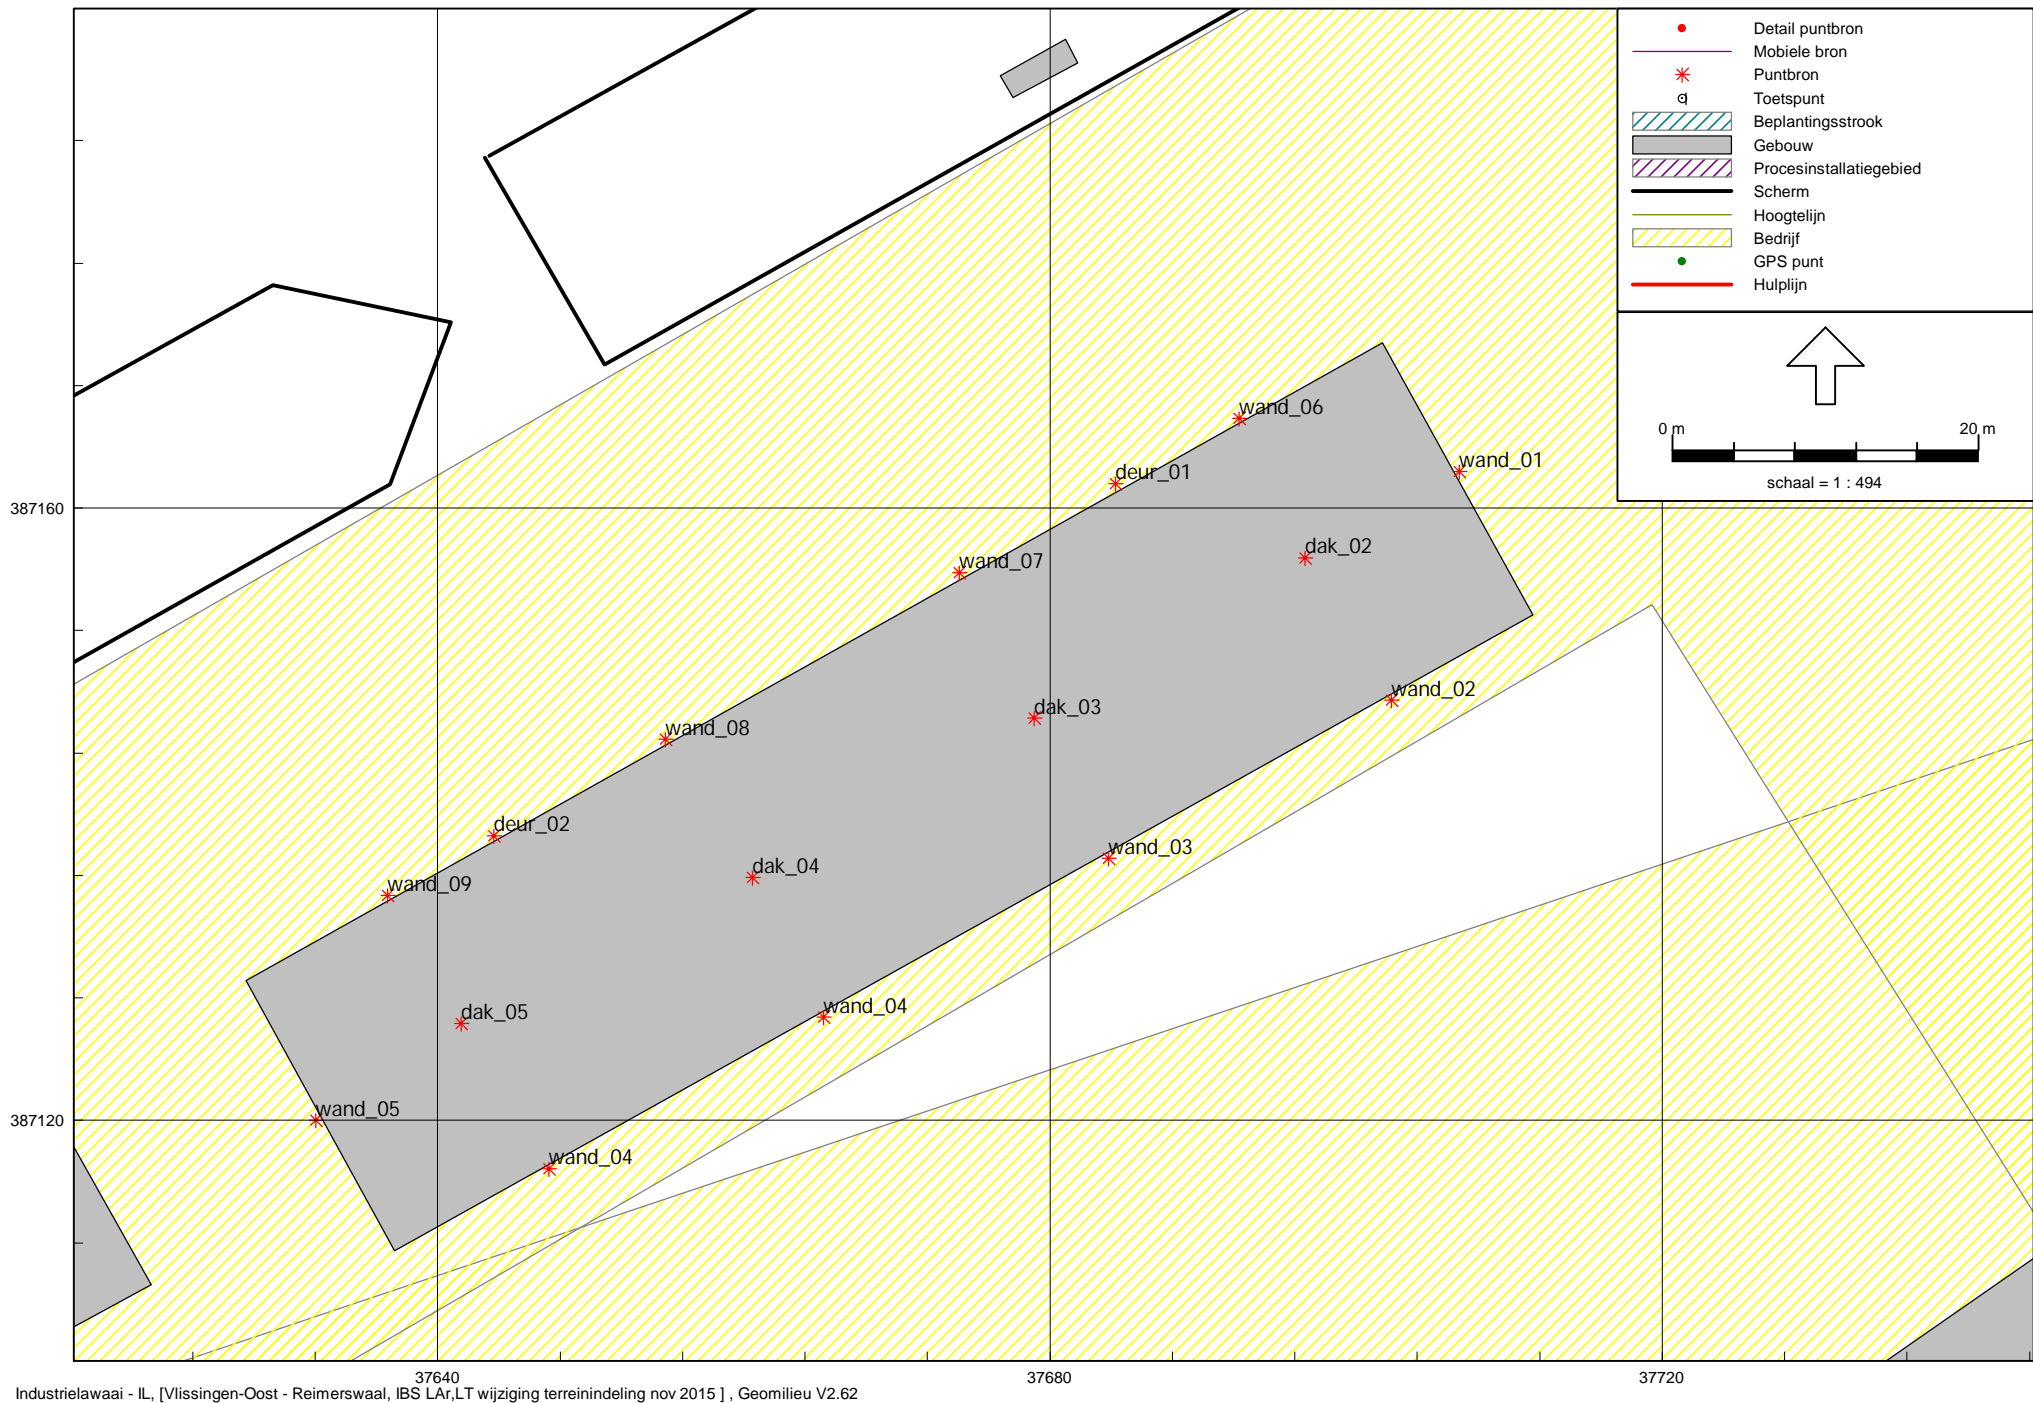 Detail puntbron
Mobiele bron
Puntbron
Toetspunt
Beplantingsstrook
Gebouw
Procesinstallatiegebied
Scherm
Hoogtelijn
Bedrijf
GPS punt
Hulplijn
0 m 20 m
schaal = 1 : 494
wand_06
wand_01
deur_01
387160
dak_02
wand_07
wand_02
dak_03
wand_08
deur_02
wand_03
dak_04
wand_09
wand_04
dak_05
wand_05
387120
wand_04
37640 37680 37720
Industrielawaai - IL, [Vlissingen-Oost - Reimerswaal, IBS LAr,LT wijziging terreinindeling nov 2015 ] , Geomilieu V2.62